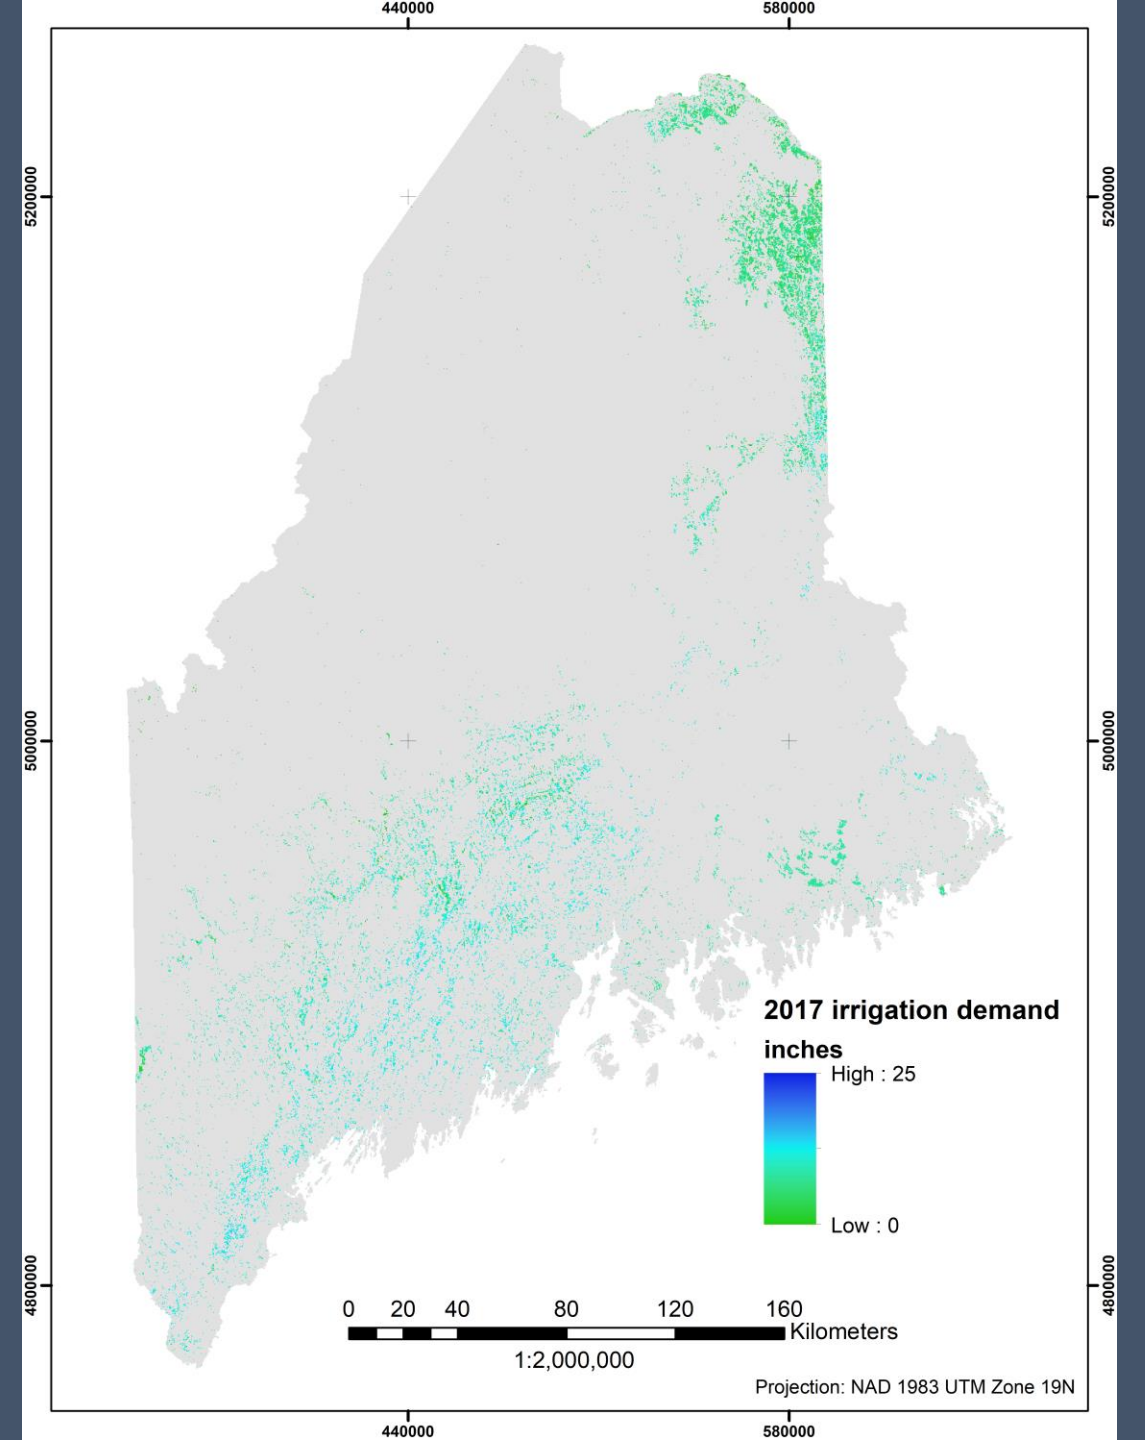 440000 580000
5200000 5200000
5000000 5000000
2017 irrigation demand
inches
High : 25
Low : 0
4800000 4800000
0 20 40 80 120 160
Kilometers
1:2,000,000
Projection: NAD 1983 UTM Zone 19N
440000 580000